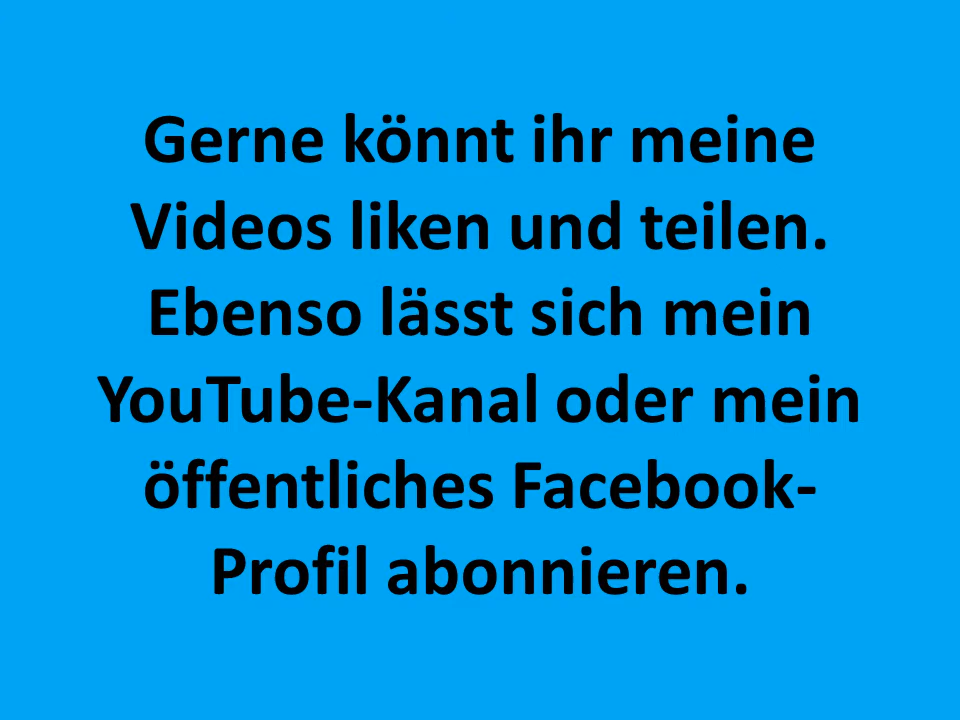 Gerne könnt ihr meine
Videos liken und teilen.
Ebenso lässt sich mein
YouTube-Kanal oder mein
öffentliches Facebook-
Profil abonnieren.